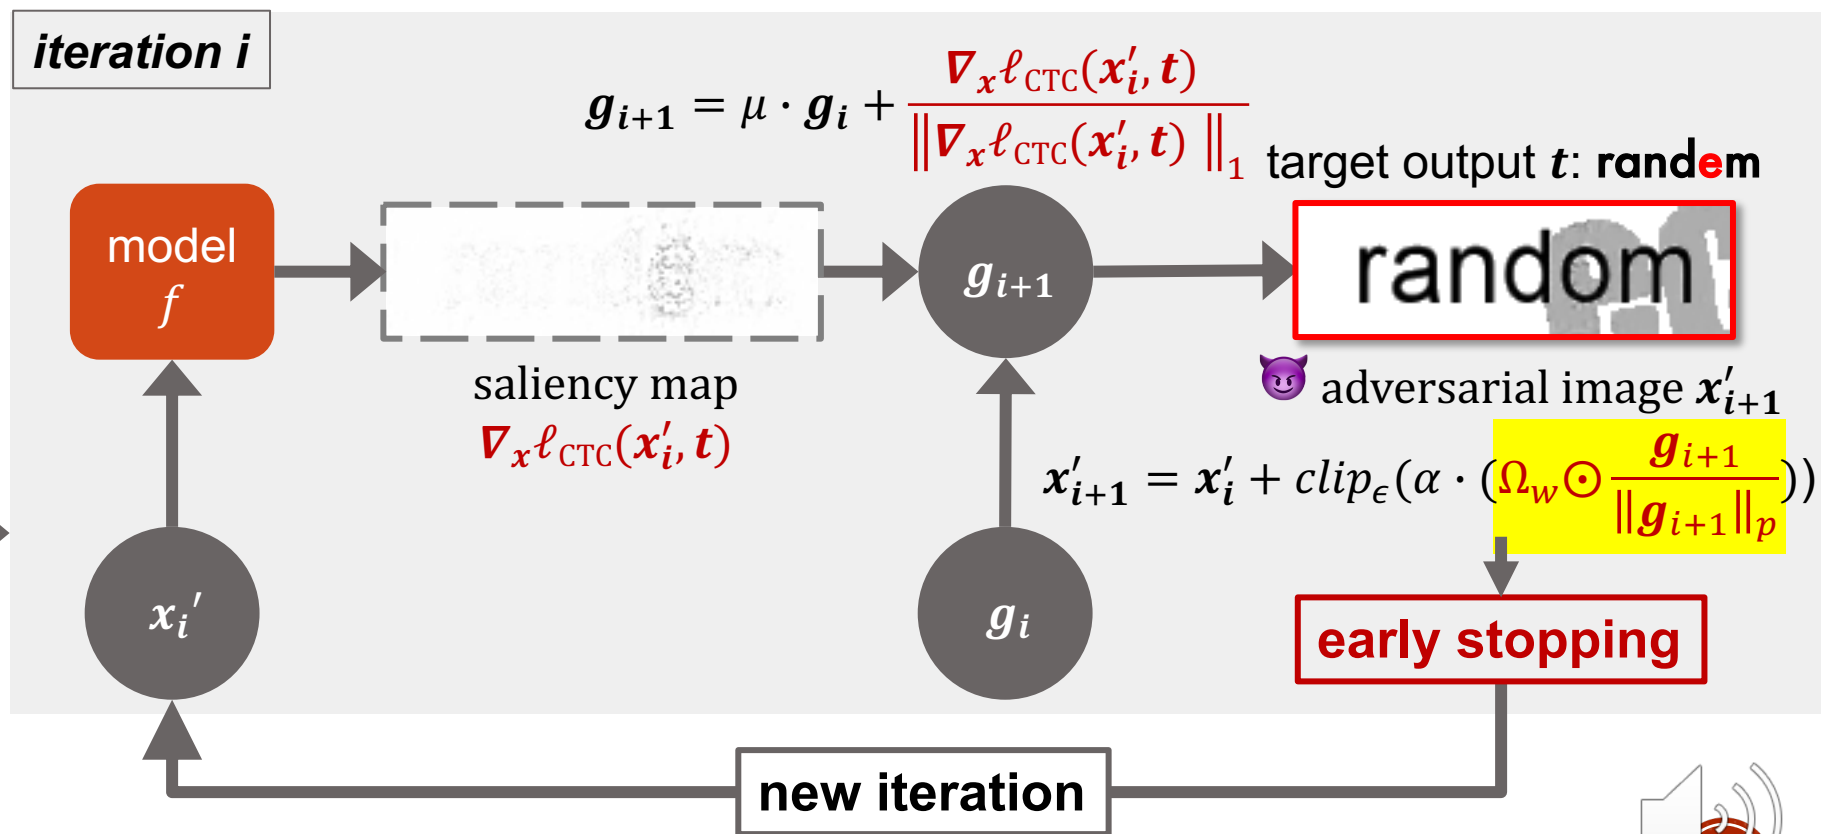 iteration i
g_{i+1} = μ · g_i + ∇_x ℓ_CTC(x'_i, t) / ‖∇_x ℓ_CTC(x'_i, t)‖_1
target output t: randem
model
f
g_{i+1}
random
saliency map
∇_x ℓ_CTC(x'_i, t)
😈 adversarial image x'_{i+1}
x'_{i+1} = x'_i + clip_ϵ(α · (Ω_w ⊙ g_{i+1} / ‖g_{i+1}‖_p))
x_i'
g_i
early stopping
new iteration